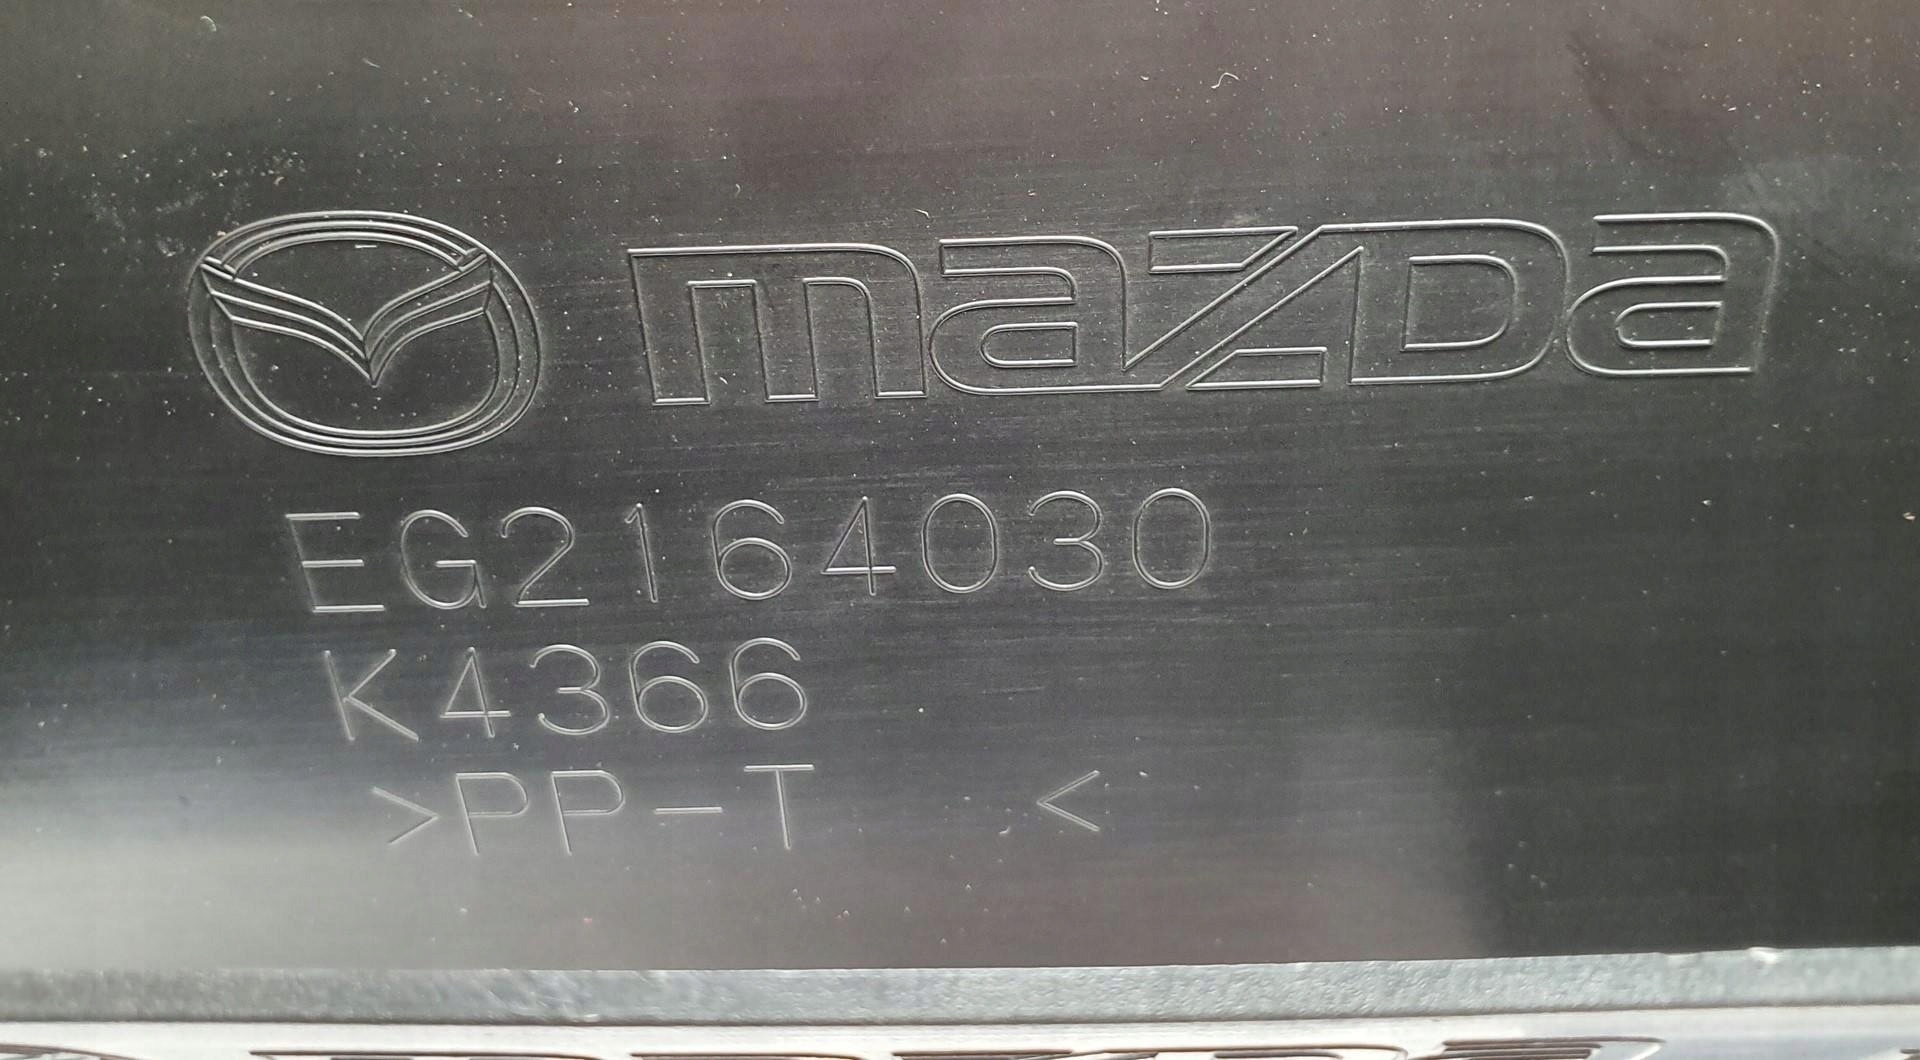 mazDa
EG2164030
K4366
>PP-T <